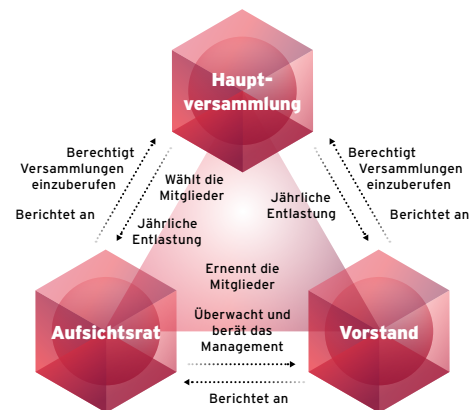 Haupt-
versammlung
Berechtigt
Versammlungen
einzuberufen
Berichtet an
Wählt die
Mitglieder
Jährliche
Entlastung
Jährliche
Entlastung
Berechtigt
Versammlungen
einzuberufen
Berichtet an
Ernennt die
Mitglieder
Überwacht und
berät das
Management
Aufsichtsrat
Vorstand
Berichtet an